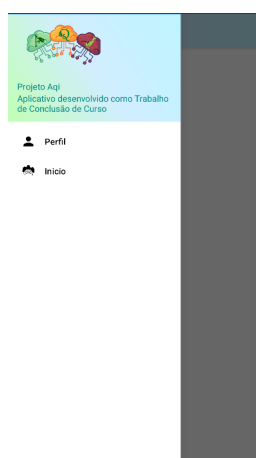 Projeto Aqi
Aplicativo desenvolvido como Trabalho
de Conclusão de Curso
Perfil
Inicio